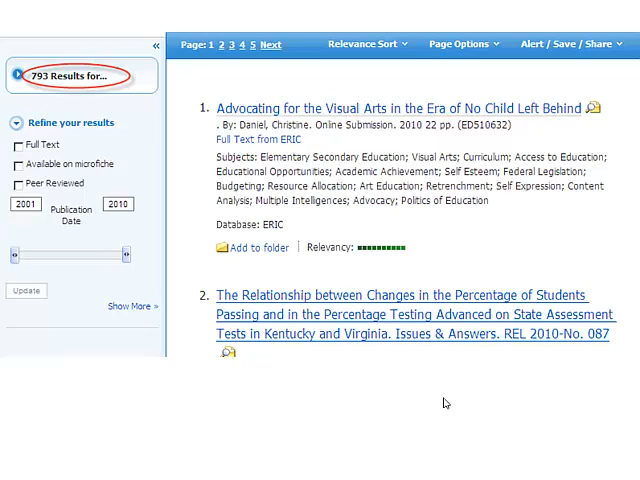 «
793 Results for...
Refine your results
Full Text
Available on microfiche
Peer Reviewed
2001 Publication Date 2010
Update
Show More »
Page: 1 2 3 4 5 Next Relevance Sort Page Options Alert / Save / Share
1. Advocating for the Visual Arts in the Era of No Child Left Behind
. By: Daniel, Christine. Online Submission. 2010 22 pp. (ED510632)
Full Text from ERIC
Subjects: Elementary Secondary Education; Visual Arts; Curriculum; Access to Education;
Educational Opportunities; Academic Achievement; Self Esteem; Federal Legislation;
Budgeting; Resource Allocation; Art Education; Retrenchment; Self Expression; Content
Analysis; Multiple Intelligences; Advocacy; Politics of Education
Database: ERIC
Add to folder Relevancy:
2. The Relationship between Changes in the Percentage of Students
Passing and in the Percentage Testing Advanced on State Assessment
Tests in Kentucky and Virginia. Issues & Answers. REL 2010-No. 087